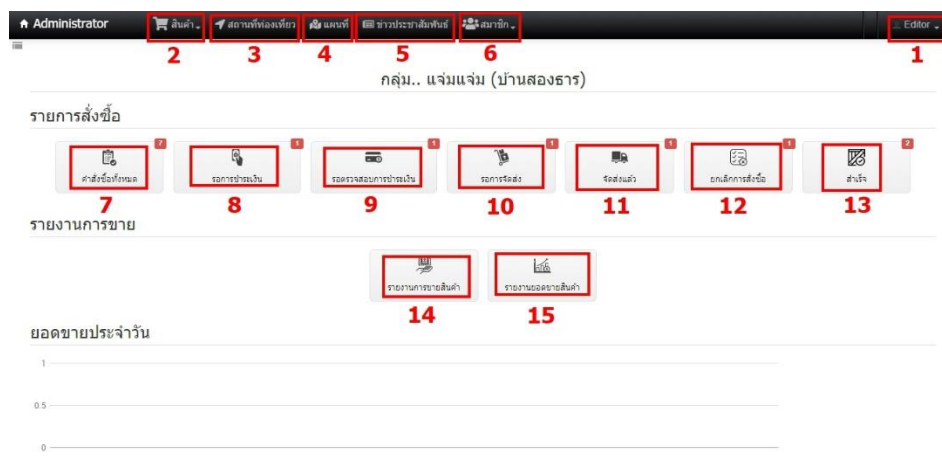 Administrator สินค้า สถานที่ท่องเที่ยว แผนที่ ข่าวประชาสัมพันธ์ สมาชิก Editor
2 3 4 5 6 1
กลุ่ม.. แจ่มแจ่ม (บ้านสองธาร)
รายการสั่งซื้อ
7 1 1 1 1 1 2
คำสั่งซื้อทั้งหมด รอการชำระเงิน รอตรวจสอบการชำระเงิน รอการจัดส่ง จัดส่งแล้ว ยกเลิกการสั่งซื้อ สำเร็จ
7 8 9 10 11 12 13
รายงานการขาย
รายงานการขายสินค้า รายงานยอดขายสินค้า
14 15
ยอดขายประจำวัน
1
0.5
0